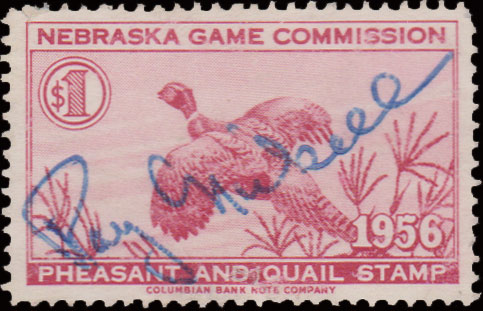 NEBRASKA GAME COMMISSION
$1
1956
PHEASANT AND QUAIL STAMP
COLUMBIAN BANK NOTE COMPANY